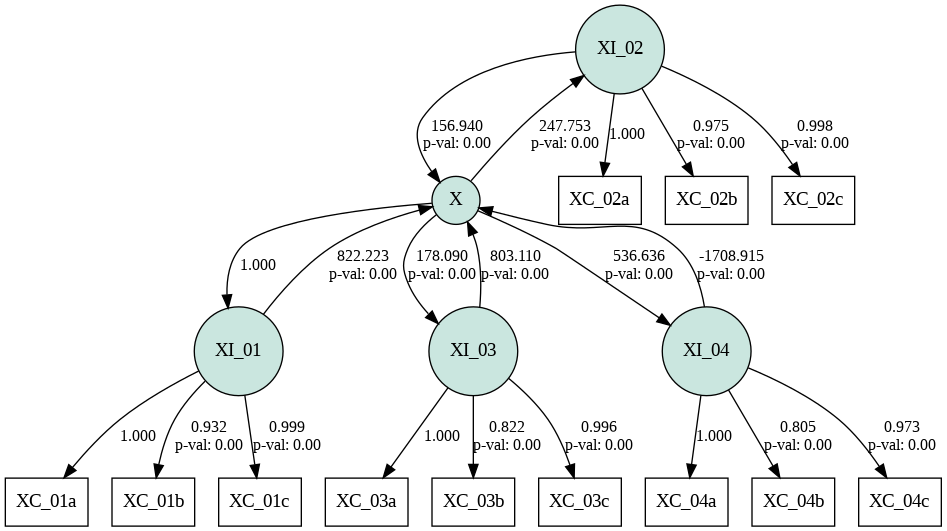 XI_02
156.940
p-val: 0.00
247.753
p-val: 0.00
1.000
0.975
p-val: 0.00
0.998
p-val: 0.00
X
XC_02a
XC_02b
XC_02c
1.000
822.223
p-val: 0.00
178.090
p-val: 0.00
803.110
p-val: 0.00
536.636
p-val: 0.00
-1708.915
p-val: 0.00
XI_01
XI_03
XI_04
1.000
0.932
p-val: 0.00
0.999
p-val: 0.00
1.000
0.822
p-val: 0.00
0.996
p-val: 0.00
1.000
0.805
p-val: 0.00
0.973
p-val: 0.00
XC_01a
XC_01b
XC_01c
XC_03a
XC_03b
XC_03c
XC_04a
XC_04b
XC_04c